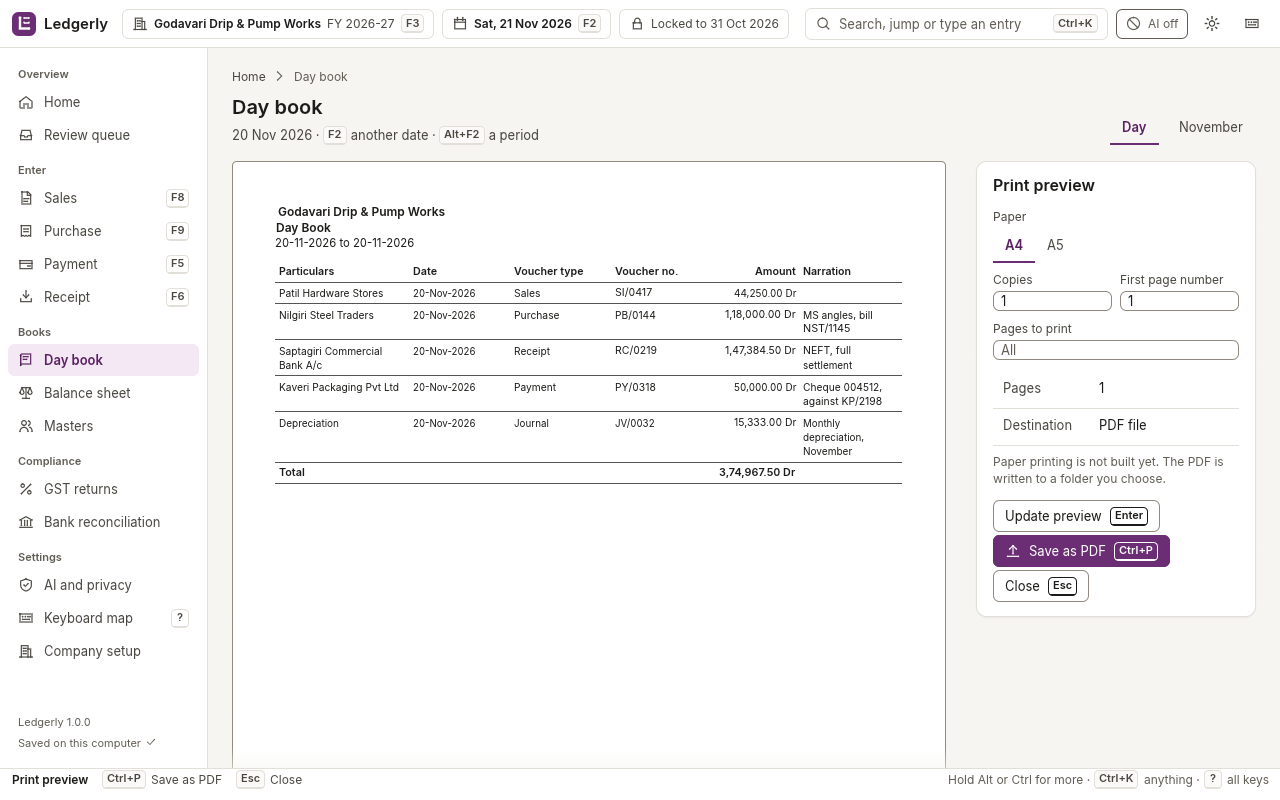 Ledgerly
Godavari Drip & Pump Works FY 2026-27 F3
Sat, 21 Nov 2026 F2
Locked to 31 Oct 2026
Search, jump or type an entry Ctrl+K
AI off
Overview
Home
Review queue
Enter
Sales F8
Purchase F9
Payment F5
Receipt F6
Books
Day book
Balance sheet
Masters
Compliance
GST returns
Bank reconciliation
Settings
AI and privacy
Keyboard map ?
Company setup
Ledgerly 1.0.0
Saved on this computer
Home > Day book
Day book
20 Nov 2026 · F2 another date · Alt+F2 a period
Day November
Godavari Drip & Pump Works
Day Book
20-11-2026 to 20-11-2026
Particulars Date Voucher type Voucher no. Amount Narration
Patil Hardware Stores 20-Nov-2026 Sales SI/0417 44,250.00 Dr
Nilgiri Steel Traders 20-Nov-2026 Purchase PB/0144 1,18,000.00 Dr MS angles, bill
NST/1145
Saptagiri Commercial 20-Nov-2026 Receipt RC/0219 1,47,384.50 Dr NEFT, full
Bank A/c settlement
Kaveri Packaging Pvt Ltd 20-Nov-2026 Payment PY/0318 50,000.00 Dr Cheque 004512,
against KP/2198
Depreciation 20-Nov-2026 Journal JV/0032 15,333.00 Dr Monthly
depreciation,
November
Total 3,74,967.50 Dr
Print preview
Paper
A4 A5
Copies First page number
1 1
Pages to print
All
Pages 1
Destination PDF file
Paper printing is not built yet. The PDF is
written to a folder you choose.
Update preview Enter
Save as PDF Ctrl+P
Close Esc
Print preview Ctrl+P Save as PDF Esc Close
Hold Alt or Ctrl for more · Ctrl+K anything · ? all keys